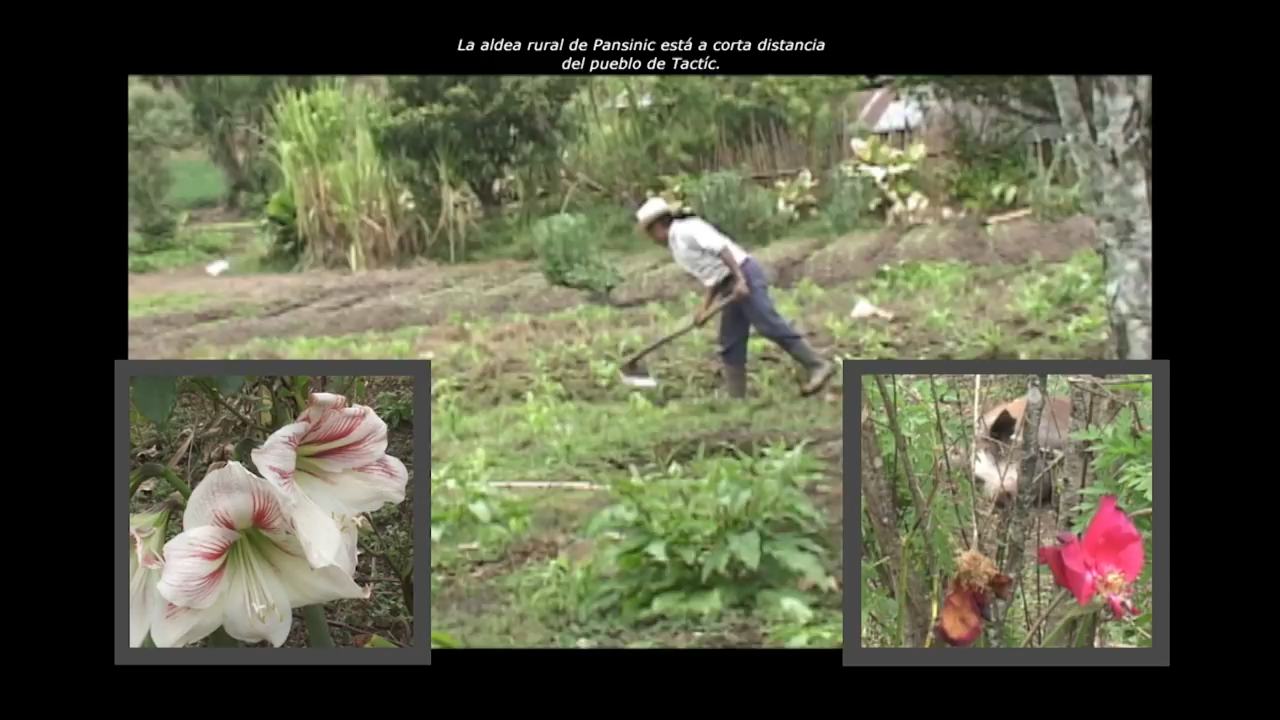 La aldea rural de Pansinic está a corta distancia
del pueblo de Tactíc.